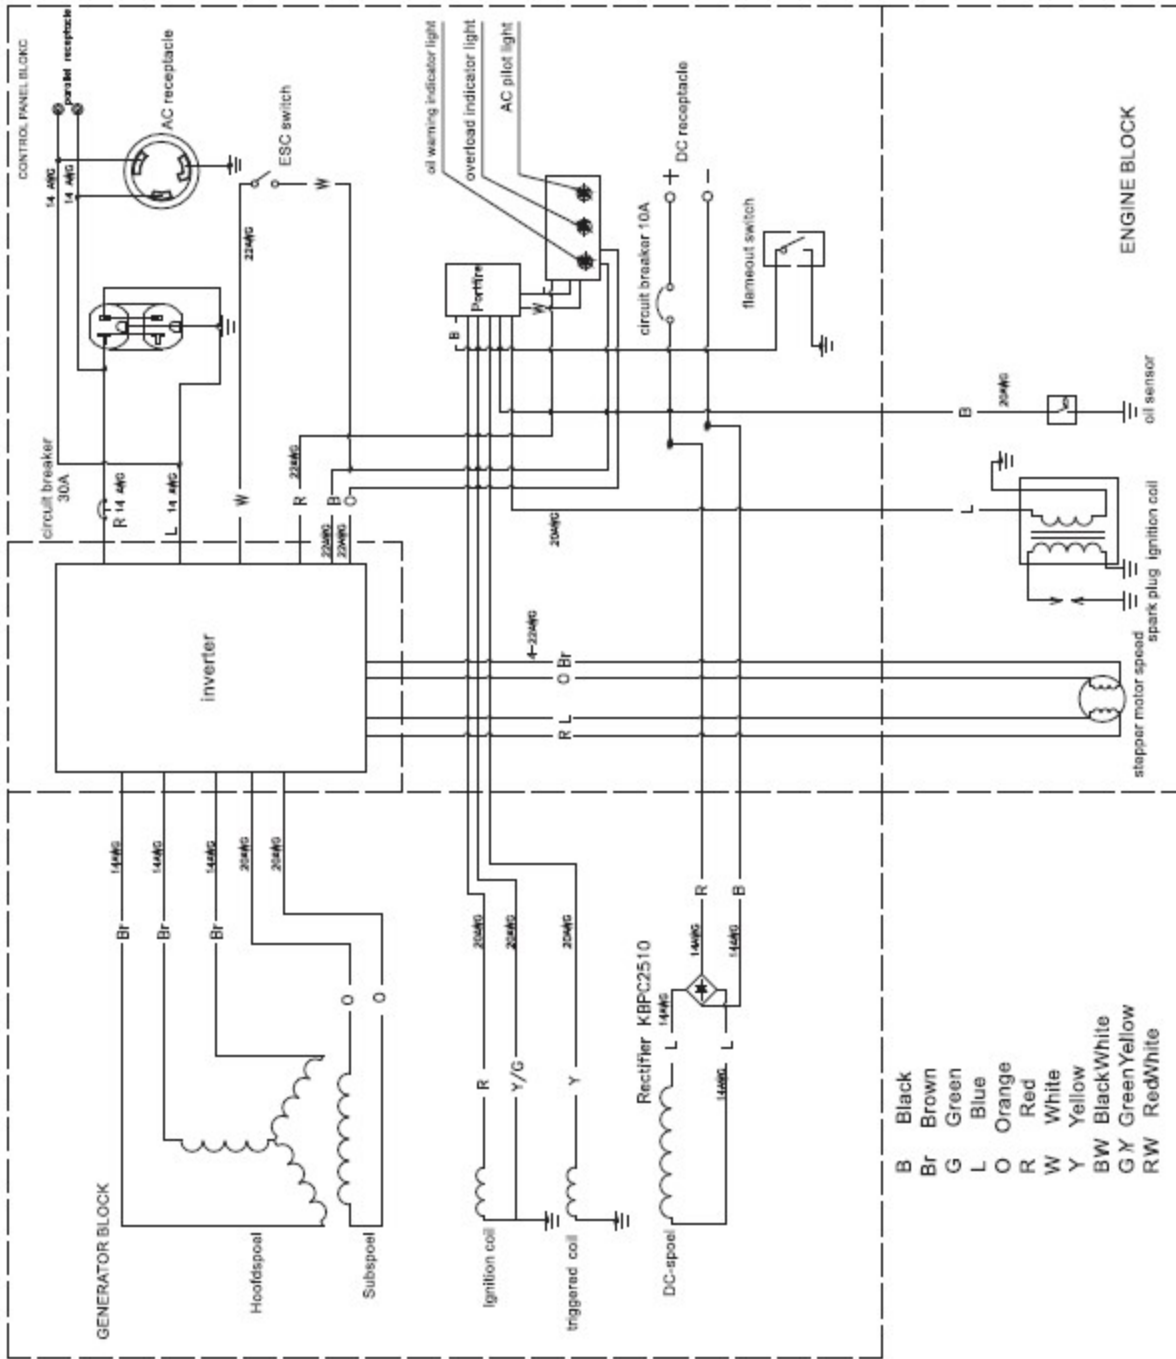 CONTROL PANEL BLOKC
parallel receptacle
14 AWG
14 AWG
AC receptacle
ESC switch
W
22AWG
oil warning indicator light
overload indicator light
AC pilot light
DC receptacle
+
-
circuit breaker 10A
flameout switch
Portfire
B
W
L
circuit breaker
30A
R
14 AWG
L
14 AWG
W
R
22AWG
B
22AWG
O
22AWG
20AWG
ENGINE BLOCK
B
20AWG
oil sensor
L
ignition coil
spark plug
stepper motor speed
inverter
4-22AWG
Br
O
L
R
GENERATOR BLOCK
14AWG
14AWG
14AWG
20AWG
20AWG
Br
Br
Br
O
O
Hoofdspoel
Subspoel
20AWG
20AWG
20AWG
R
Y/G
Y
Ignition coil
triggered coil
Rectifier KBPC2510
14AWG
L
L
14AWG
14AWG
14AWG
R
B
DC-spoel
B Black
Br Brown
G Green
L Blue
O Orange
R Red
W White
Y Yellow
BW BlackWhite
GY GreenYellow
RW RedWhite